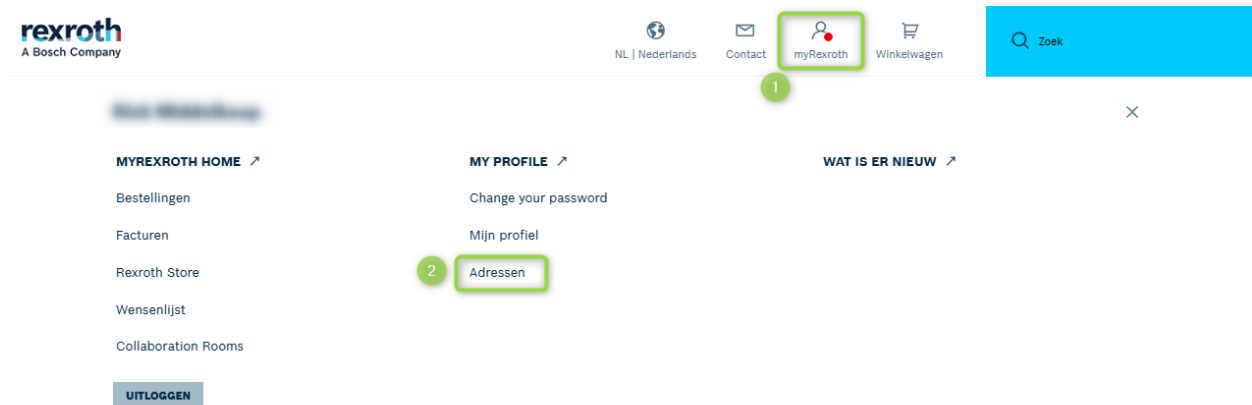 rexroth
A Bosch Company
NL | Nederlands
Contact
myRexroth
Winkelwagen
Zoek
1
MYREXROTH HOME
Bestellingen
Facturen
Rexroth Store
Wensenlijst
Collaboration Rooms
UITLOGGEN
MY PROFILE
Change your password
Mijn profiel
2
Adressen
WAT IS ER NIEUW